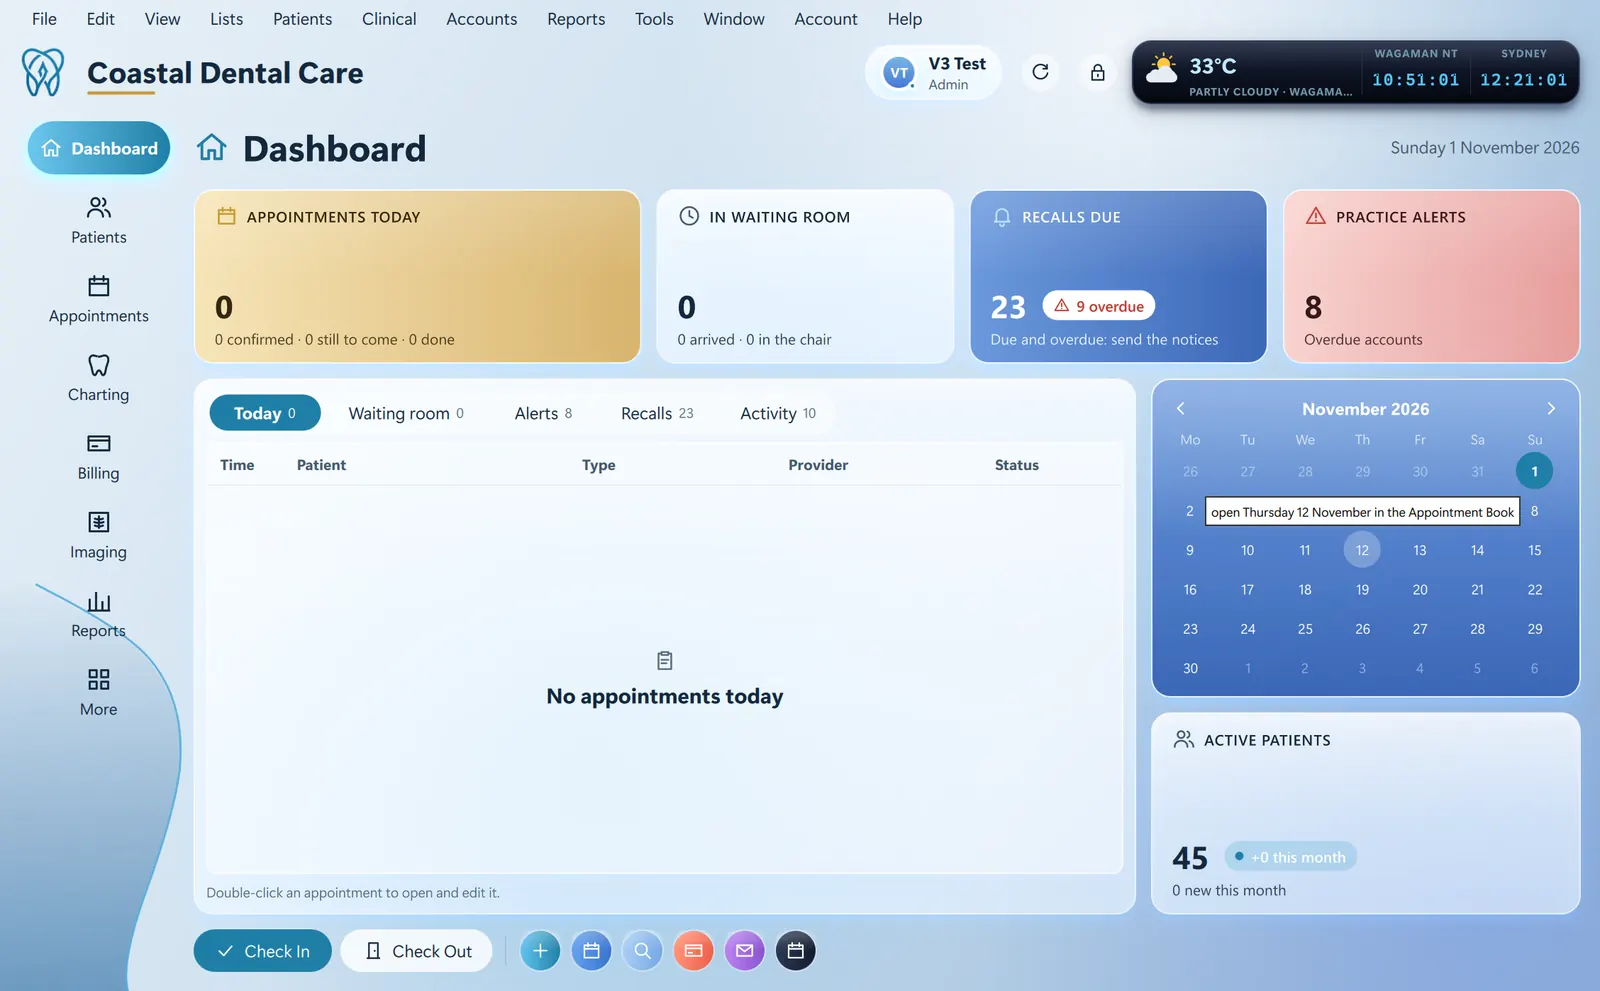 File Edit View Lists Patients Clinical Accounts Reports Tools Window Account Help
Coastal Dental Care
VT
V3 Test
Admin
33°C
PARTLY CLOUDY · WAGAMA...
WAGAMAN NT
10:51:01
SYDNEY
12:21:01
Dashboard
Patients
Appointments
Charting
Billing
Imaging
Reports
More
Dashboard
Sunday 1 November 2026
APPOINTMENTS TODAY
0
0 confirmed · 0 still to come · 0 done
IN WAITING ROOM
0
0 arrived · 0 in the chair
RECALLS DUE
23 9 overdue
Due and overdue: send the notices
PRACTICE ALERTS
8
Overdue accounts
Today 0 Waiting room 0 Alerts 8 Recalls 23 Activity 10
Time Patient Type Provider Status
No appointments today
Double-click an appointment to open and edit it.
November 2026
Mo Tu We Th Fr Sa Su
26 27 28 29 30 31 1
2 open Thursday 12 November in the Appointment Book 8
9 10 11 12 13 14 15
16 17 18 19 20 21 22
23 24 25 26 27 28 29
30 1 2 3 4 5 6
ACTIVE PATIENTS
45 +0 this month
0 new this month
Check In Check Out